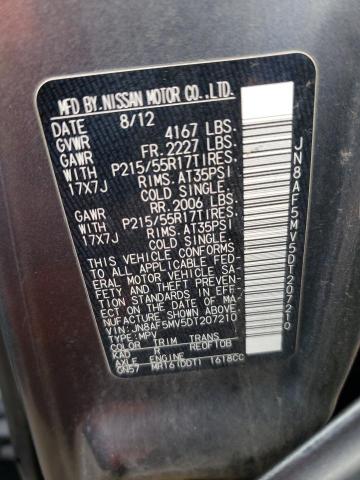 MFD BY.NISSAN MOTOR CO.,LTD.
DATE 8/12
GVWR 4167 LBS.
GAWR FR.2227 LBS.
WITH P215/55R17TIRES.
17X7J RIMS.AT35PSI
COLD SINGLE.
GAWR RR.2006 LBS.
WITH P215/55R17TIRES.
17X7J RIMS.AT35PSI
COLD SINGLE.
THIS VEHICLE CONFORMS
TO ALL APPLICABLE FED-
ERAL MOTOR VEHICLE SA-
FETY AND THEFT PREVEN-
TION STANDARDS IN EFF-
ECT ON THE DATE OF MA-
NUFACTURE SHOWN ABOVE.
VIN:JN8AF5MV5DT207210
TYPE:MPV
COLOR TRIM TRANS
KAD R RE0F10B
AXLE ENGINE
GN57 MR16(DDT) 1618CC
JN8AF5MV5DT207210